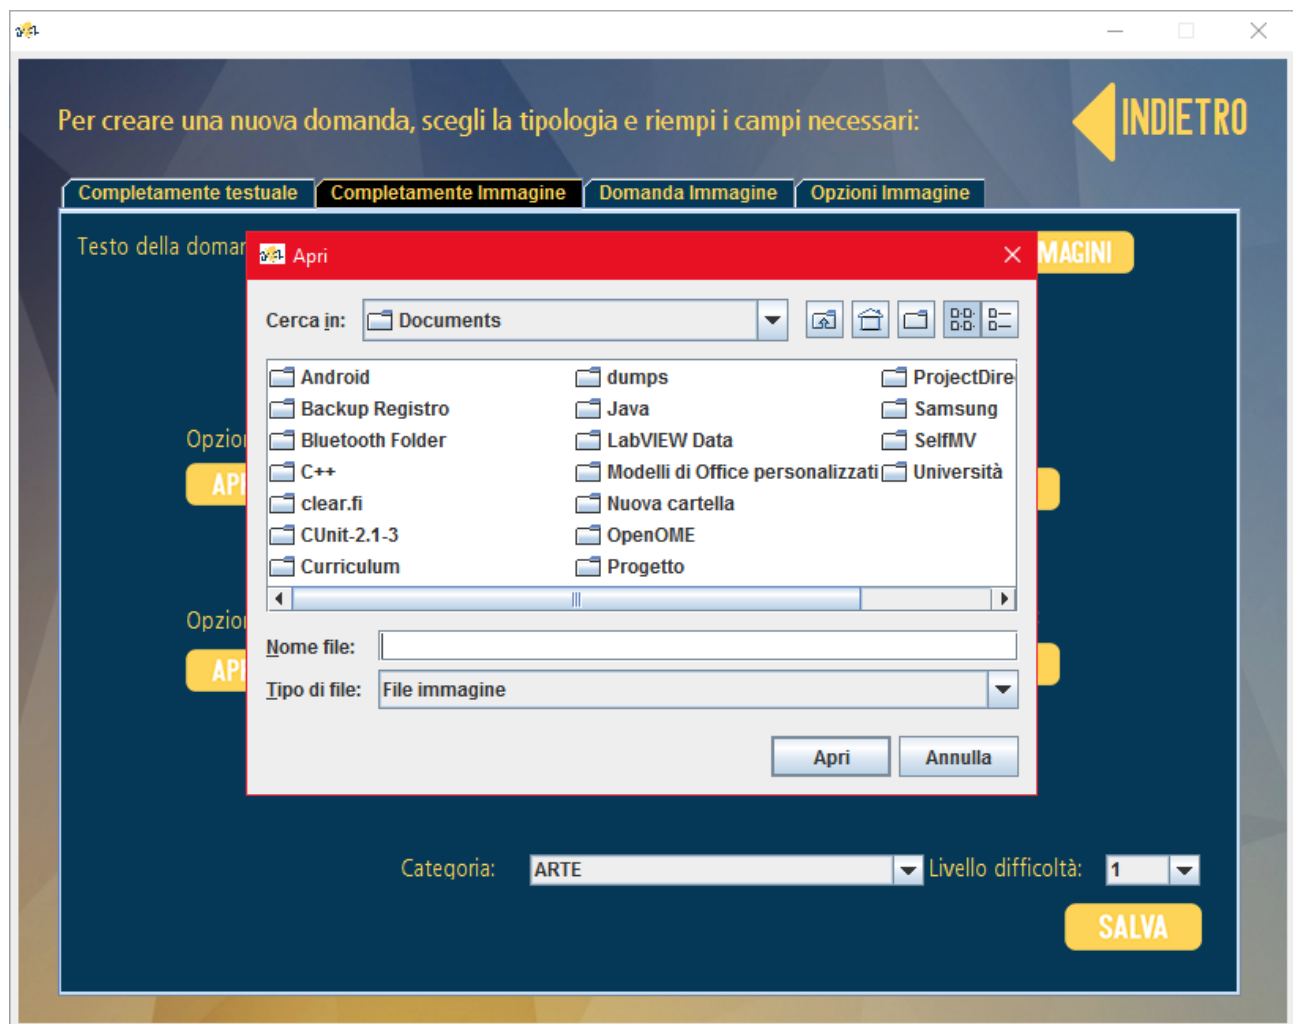 Per creare una nuova domanda, scegli la tipologia e riempi i campi necessari:
INDIETRO
Completamente testuale
Completamente Immagine
Domanda Immagine
Opzioni Immagine
Testo della
Apri
Cerca in:
Documents
Android
dumps
Backup Registro
Java
Samsung
Bluetooth Folder
LabVIEW Data
SelfMV
C++
Modelli di Office personalizzati
Università
clear.fi
Nuova cartella
CUnit-2.1-3
OpenOME
Curriculum
Progetto
Nome file:
Tipo di file:
File immagine
Apri
Annulla
Categoria:
ARTE
Livello difficoltà:
1
SALVA